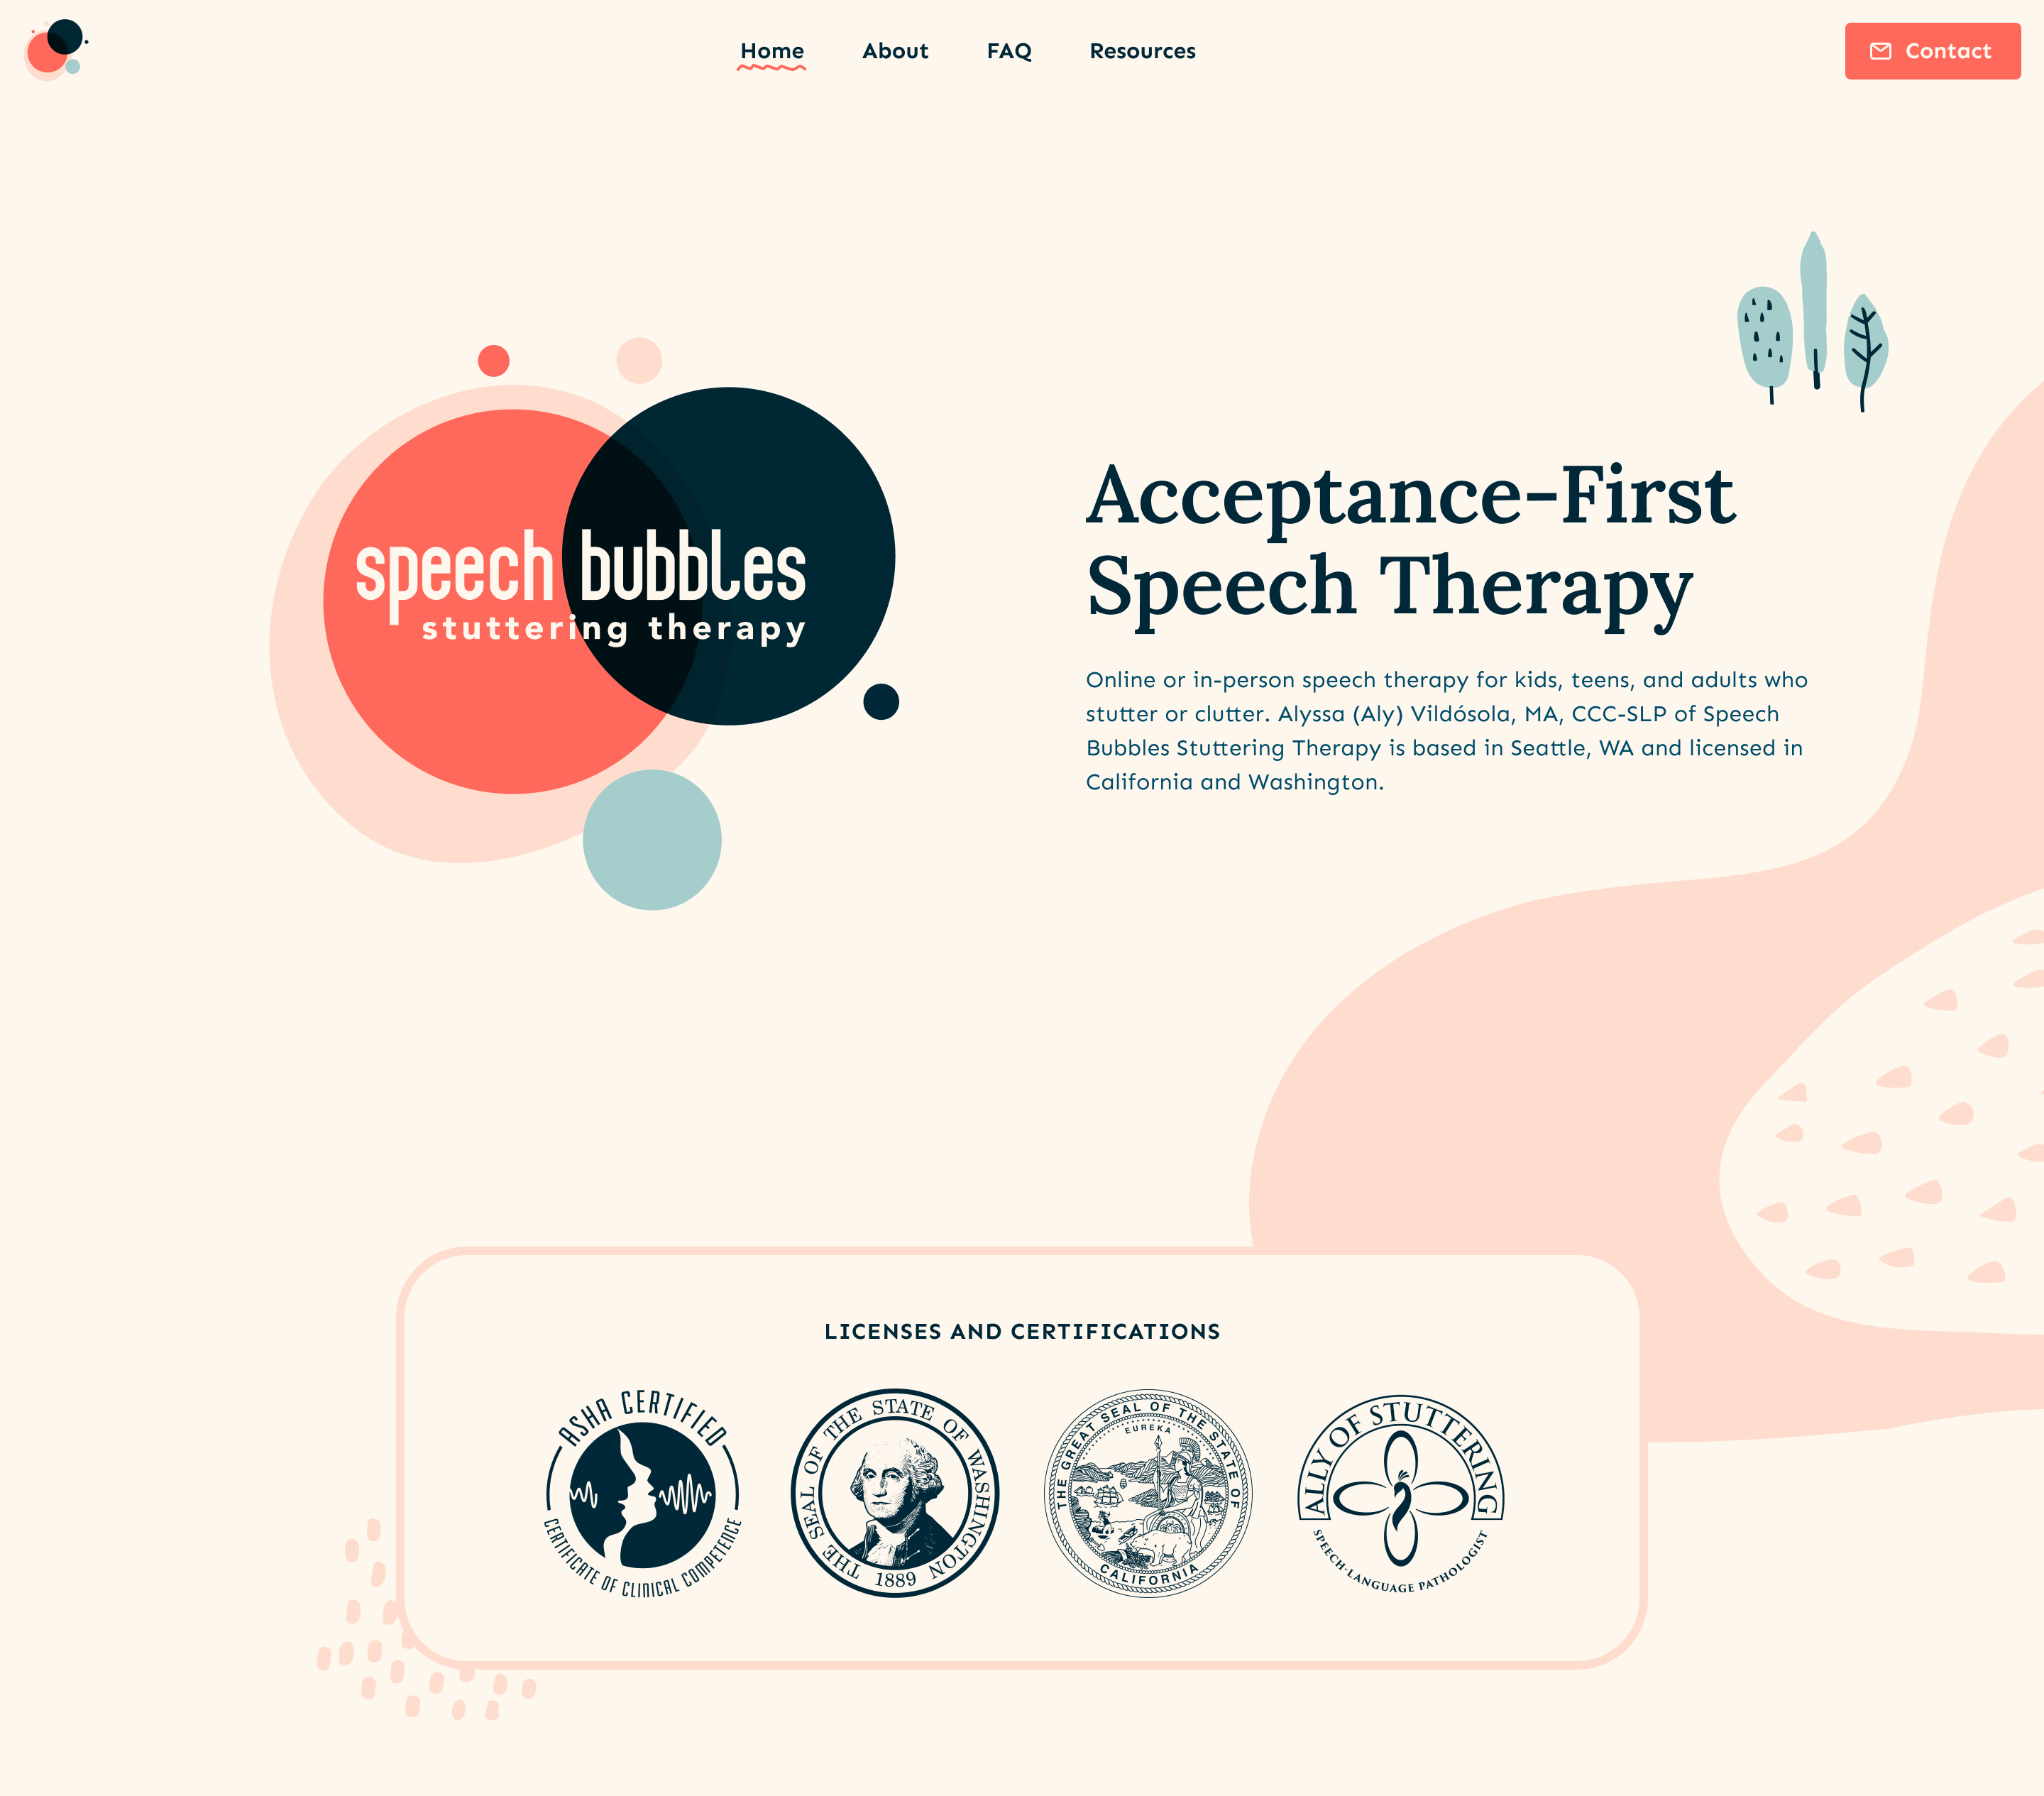 Home
About
FAQ
Resources
Contact
speech bubbles
stuttering therapy
Acceptance-First
Speech Therapy
Online or in-person speech therapy for kids, teens, and adults who
stutter or clutter. Alyssa (Aly) Vildósola, MA, CCC-SLP of Speech
Bubbles Stuttering Therapy is based in Seattle, WA and licensed in
California and Washington.
LICENSES AND CERTIFICATIONS
ASHA CERTIFIED
CERTIFICATE OF CLINICAL COMPETENCE
THE SEAL OF THE STATE OF WASHINGTON
1889
THE GREAT SEAL OF THE STATE OF
EUREKA
CALIFORNIA
ALLY OF STUTTERING
SPEECH-LANGUAGE PATHOLOGIST